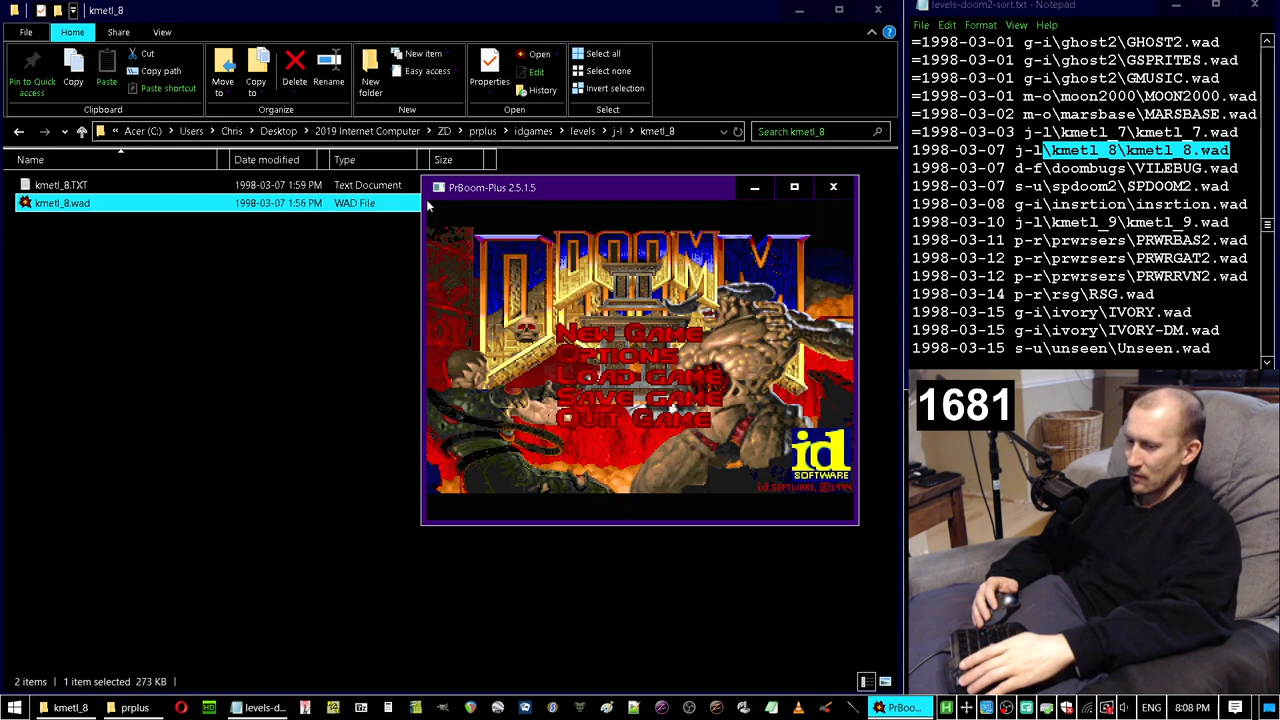 kmetl_8
File
Home
Share
View
Pin to Quick access
Copy
Paste
Cut
Copy path
Paste shortcut
Clipboard
Move to
Copy to
Delete
Rename
Organize
New folder
New item
Easy access
New
Properties
Open
Edit
History
Open
Select all
Select none
Invert selection
Select
« Acer (C:) > Users > Chris > Desktop > 2019 Internet Computer > ZD > prplus > idgames > levels > j-l > kmetl_8
Search kmetl_8
Name Date modified Type Size
kmetl_8.TXT 1998-03-07 1:59 PM Text Document
kmetl_8.wad 1998-03-07 1:56 PM WAD File
PrBoom-Plus 2.5.1.5
DOOM
II
New Game
Options
Load Game
Save Game
Quit Game
id
SOFTWARE
id SOFTWARE, ©1994
2 items 1 item selected 273 KB
levels-doom2-sort.txt - Notepad
File Edit Format View Help
=1998-03-01 g-i\ghost2\GHOST2.wad
=1998-03-01 g-i\ghost2\GSPRITES.wad
=1998-03-01 g-i\ghost2\GMUSIC.wad
=1998-03-01 m-o\moon2000\MOON2000.wad
=1998-03-02 m-o\marsbase\MARSBASE.wad
=1998-03-03 j-l\kmetl_7\kmetl_7.wad
1998-03-07 j-l\kmetl_8\kmetl_8.wad
1998-03-07 d-f\doombugs\VILEBUG.wad
1998-03-07 s-u\spdoom2\SPDOOM2.wad
1998-03-08 g-i\insrtion\insrtion.wad
1998-03-10 j-l\kmetl_9\kmetl_9.wad
1998-03-11 p-r\prwrsers\PRWRBAS2.wad
1998-03-12 p-r\prwrsers\PRWRGAT2.wad
1998-03-12 p-r\prwrsers\PRWRRVN2.wad
1998-03-14 p-r\rsg\RSG.wad
1998-03-15 g-i\ivory\IVORY.wad
1998-03-15 g-i\ivory\IVORY-DM.wad
1998-03-15 s-u\unseen\Unseen.wad
1681
kmetl_8
prplus
levels-d...
PrBoo...
ENG
8:08 PM